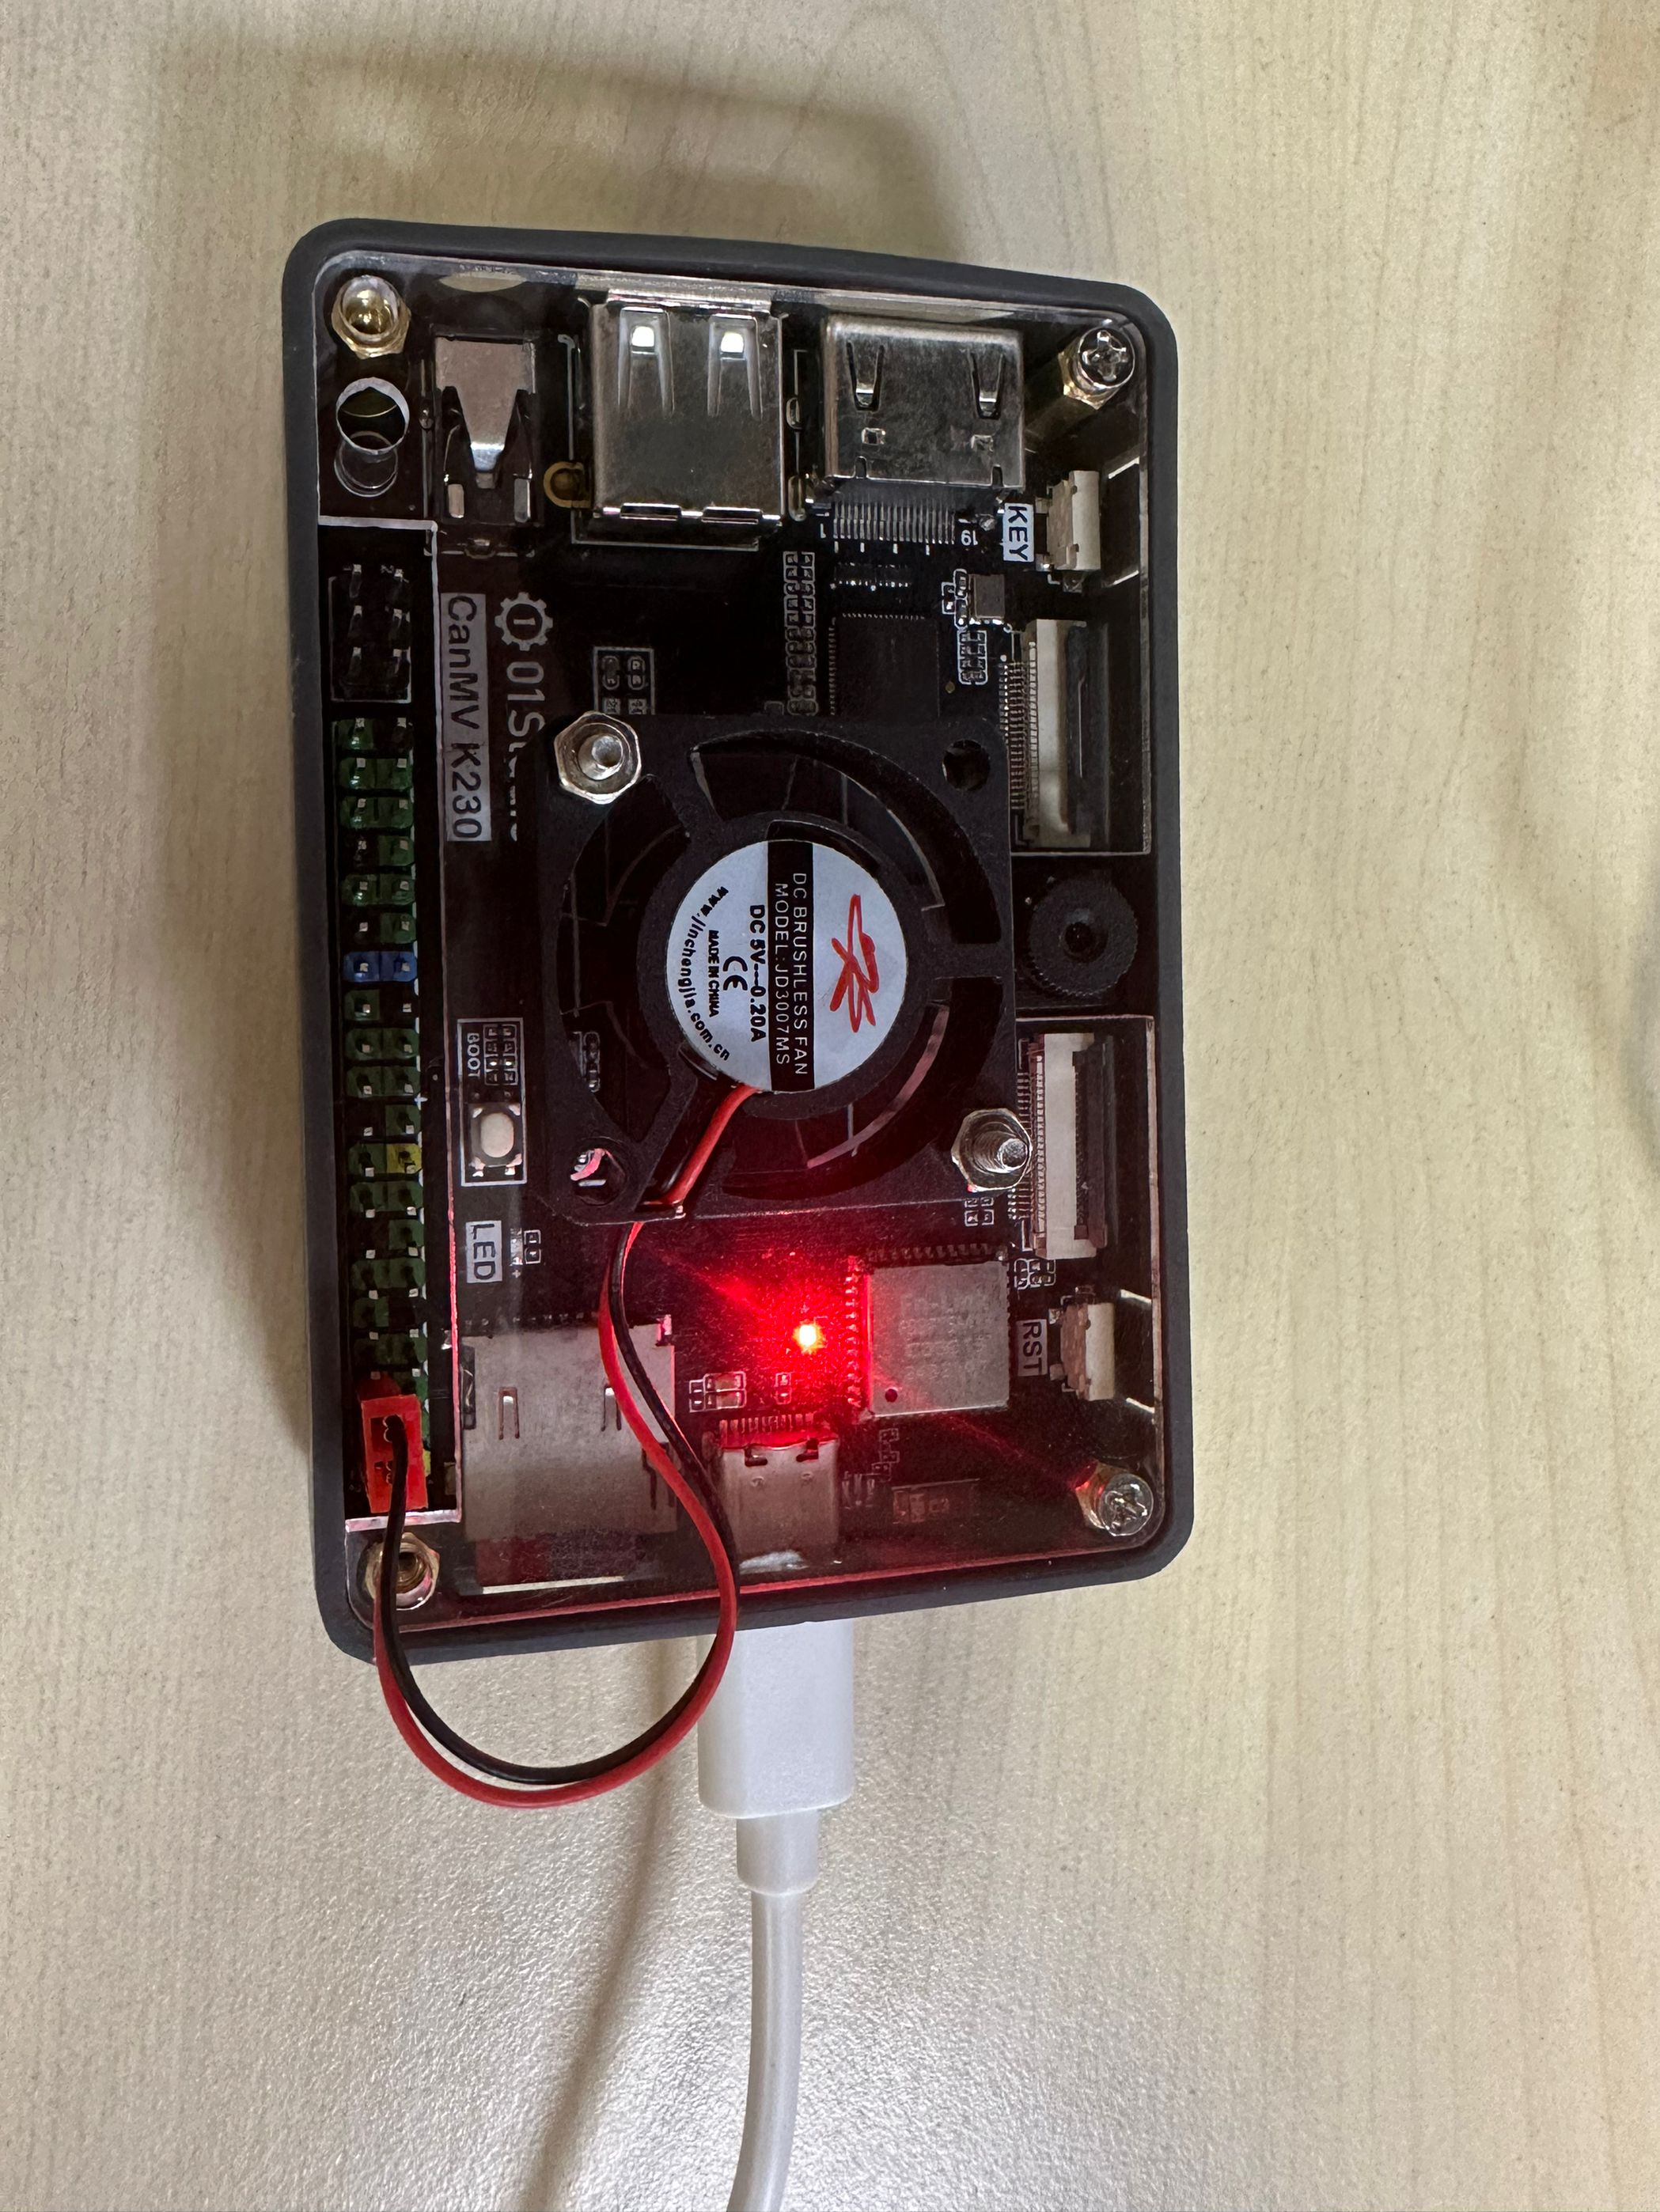 KEY
RST
19
1
DC BRUSHLESS FAN
MODEL:JD3007MS
DC 5V---0.20A
CE
MADE IN CHINA
www.jinchengjia.com.cn
01Studio
CanMV K230
BOOT
LED